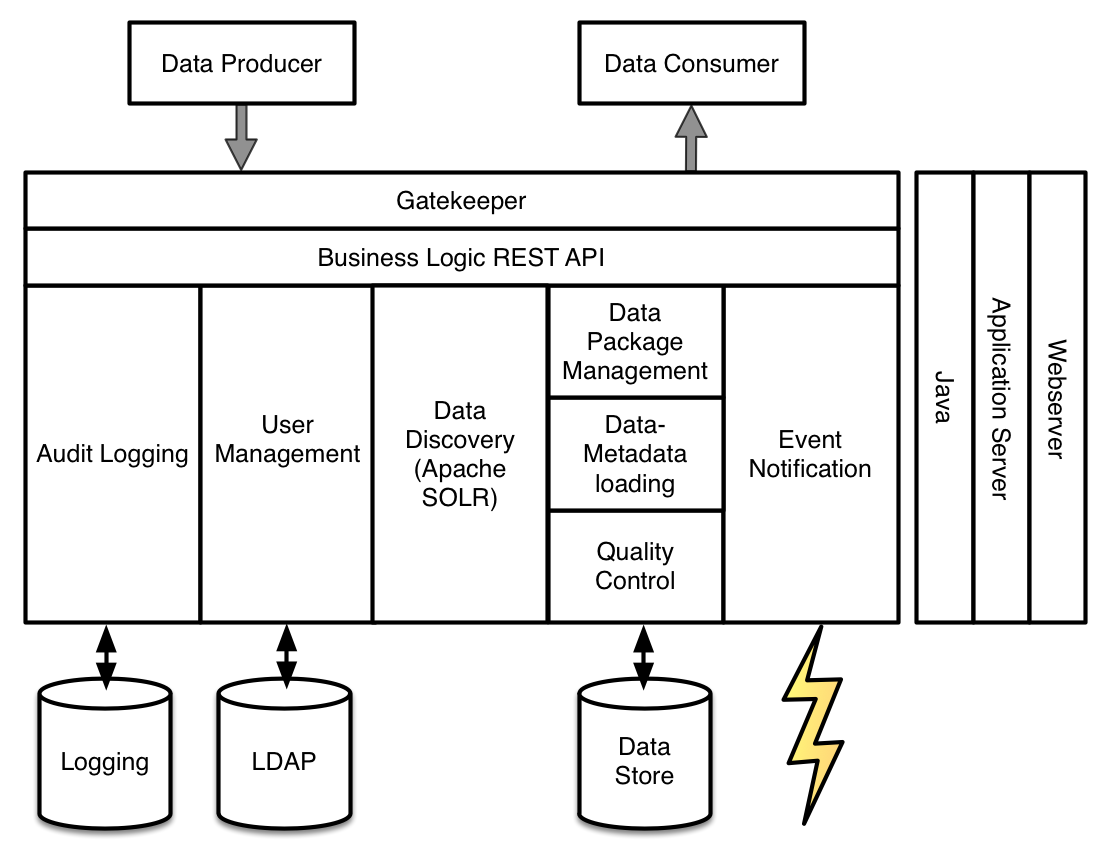 Data Producer
Data Consumer
Gatekeeper
Business Logic REST API
Audit Logging
User
Management
Data
Discovery
(Apache
SOLR)
Data
Package
Management
Data-
Metadata
loading
Quality
Control
Event
Notification
Java
Application Server
Webserver
Logging
LDAP
Data
Store